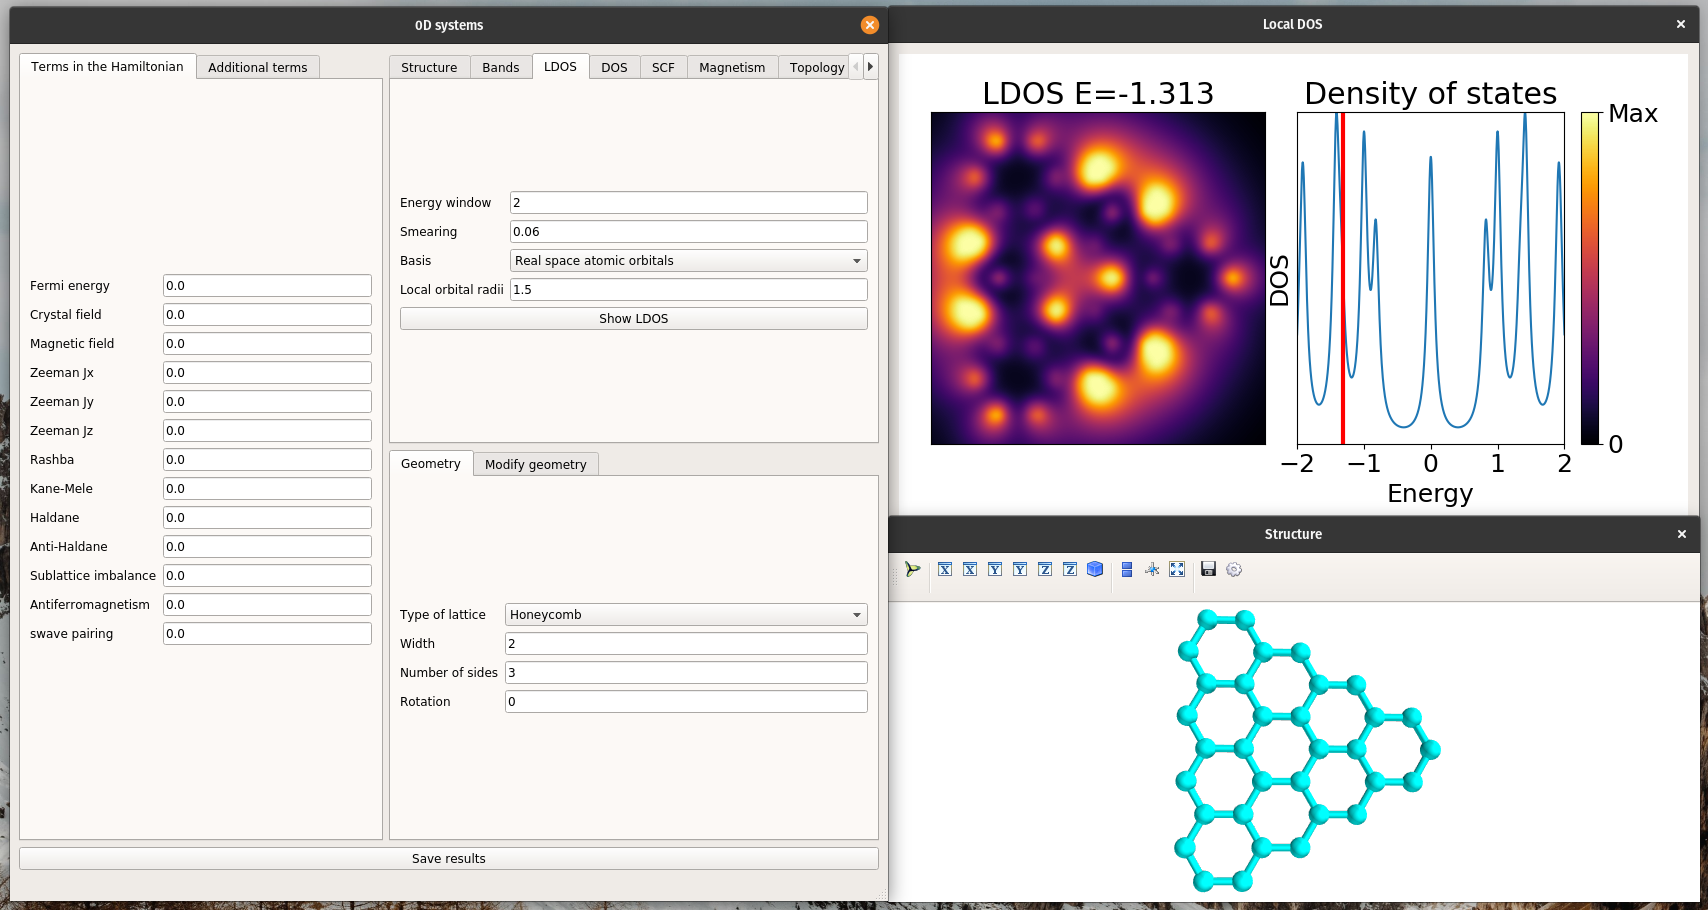 0D systems
Terms in the Hamiltonian
Additional terms
Fermi energy 0.0
Crystal field 0.0
Magnetic field 0.0
Zeeman Jx 0.0
Zeeman Jy 0.0
Zeeman Jz 0.0
Rashba 0.0
Kane-Mele 0.0
Haldane 0.0
Anti-Haldane 0.0
Sublattice imbalance 0.0
Antiferromagnetism 0.0
swave pairing 0.0
Structure Bands LDOS DOS SCF Magnetism Topology
Energy window 2
Smearing 0.06
Basis Real space atomic orbitals
Local orbital radii 1.5
Show LDOS
Geometry Modify geometry
Type of lattice Honeycomb
Width 2
Number of sides 3
Rotation 0
Save results
Local DOS
LDOS E=-1.313
Density of states
Max
DOS
0
−2 −1 0 1 2
Energy
Structure
X X Y Y Z Z